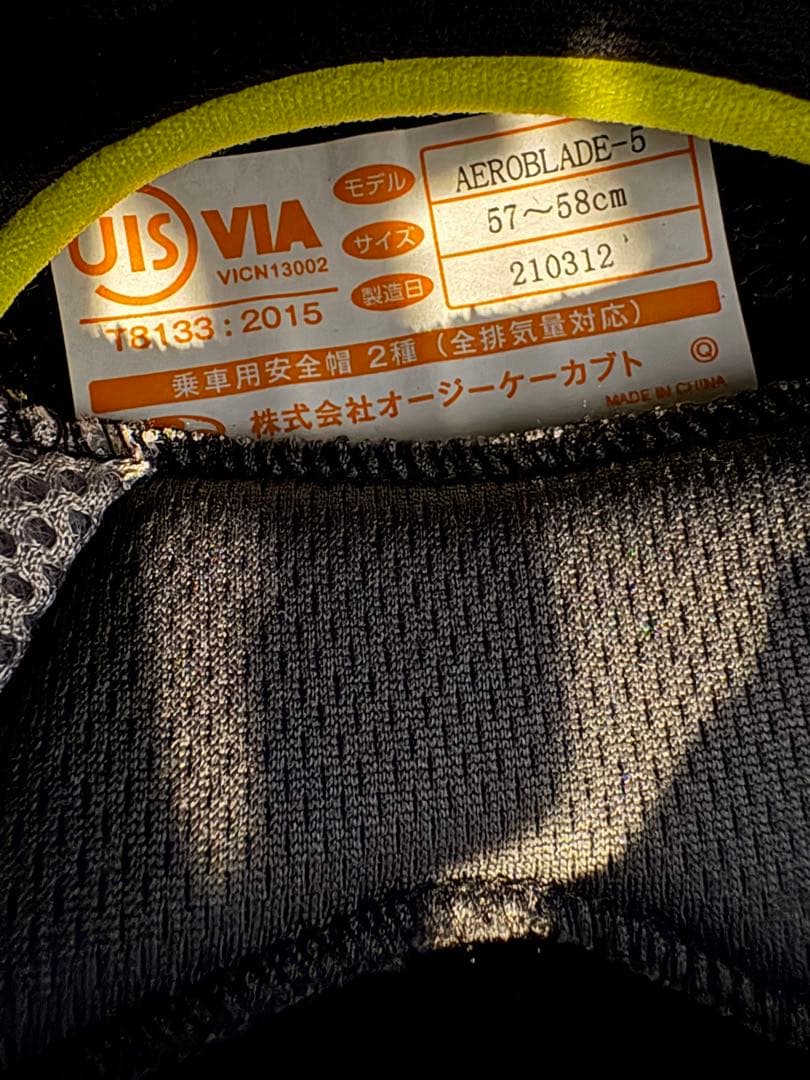 JIS VIA
VICN13002
T8133:2015
モデル AEROBLADE-5
サイズ 57～58cm
製造日 210312
乗車用安全帽 2種（全排気量対応）
株式会社オージーケーカブト
Q
MADE IN CHINA